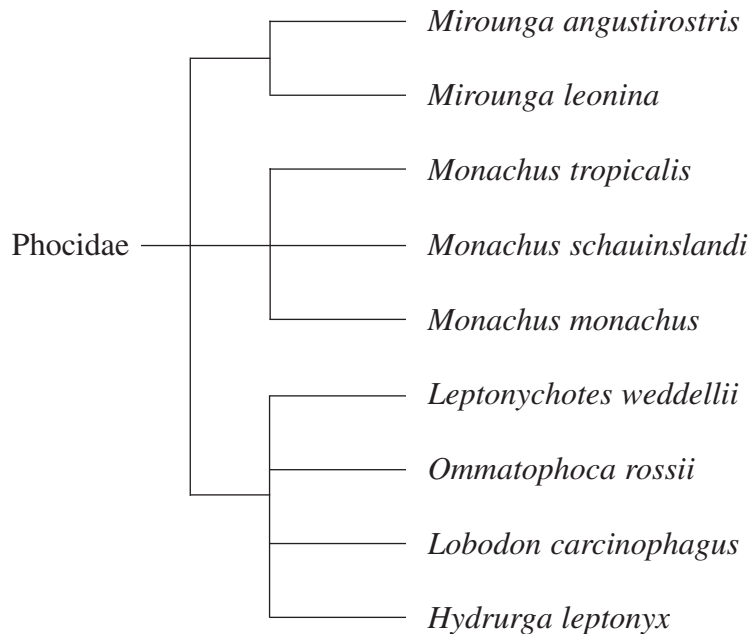 Mirounga angustirostris
Mirounga leonina
Monachus tropicalis
Phocidae
Monachus schauinslandi
Monachus monachus
Leptonychotes weddellii
Ommatophoca rossii
Lobodon carcinophagus
Hydrurga leptonyx